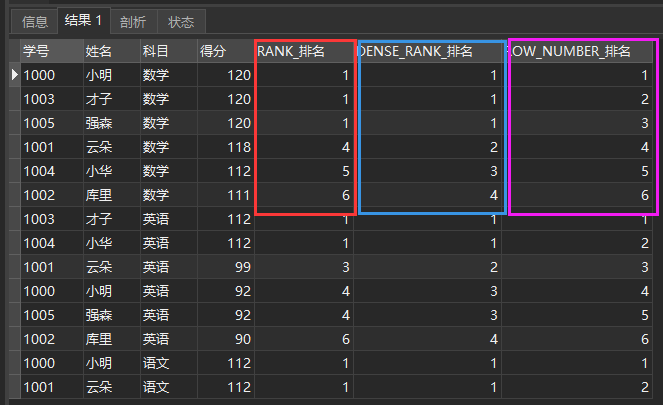 信息 结果 1 剖析 状态
学号 姓名 科目 得分 RANK_排名 DENSE_RANK_排名 ROW_NUMBER_排名
1000 小明 数学 120 1 1 1
1003 才子 数学 120 1 1 2
1005 强森 数学 120 1 1 3
1001 云朵 数学 118 4 2 4
1004 小华 数学 112 5 3 5
1002 库里 数学 111 6 4 6
1003 才子 英语 112 1 1 1
1004 小华 英语 112 1 1 2
1001 云朵 英语 99 3 2 3
1000 小明 英语 92 4 3 4
1005 强森 英语 92 4 3 5
1002 库里 英语 90 6 4 6
1000 小明 语文 112 1 1 1
1001 云朵 语文 112 1 1 2